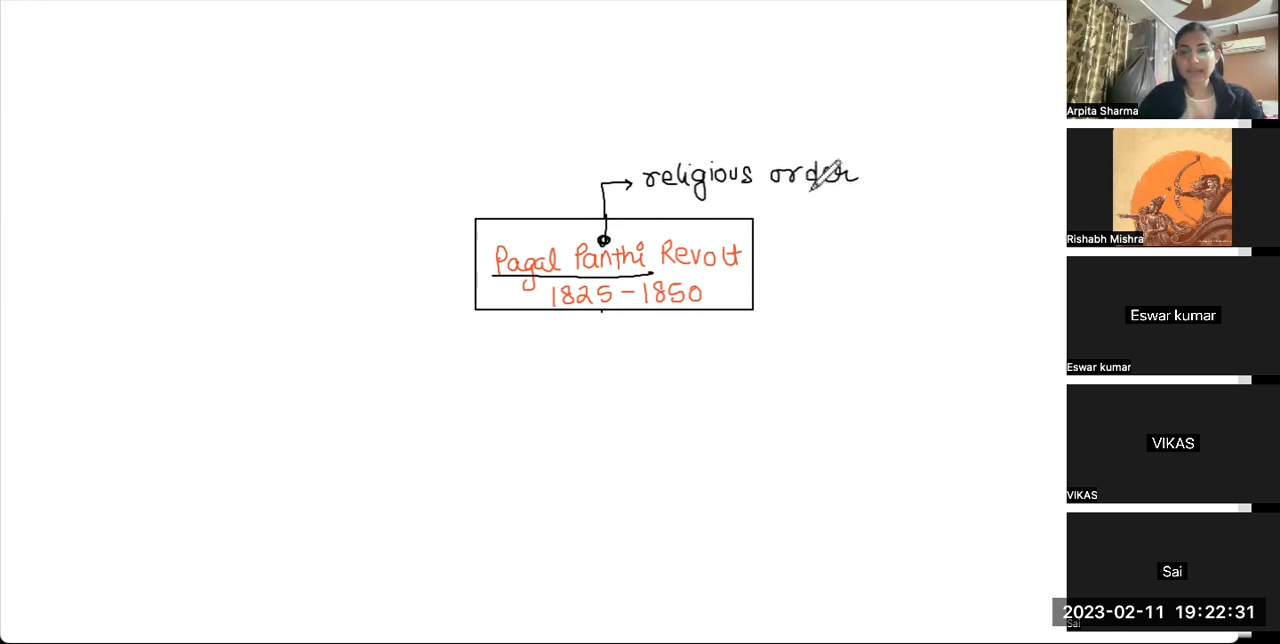 religious order
Pagal Panthi Revolt
1825-1850
Arpita Sharma
Rishabh Mishra
Eswar kumar
Eswar kumar
VIKAS
VIKAS
Sai
2023-02-11 19:22:31
Sai